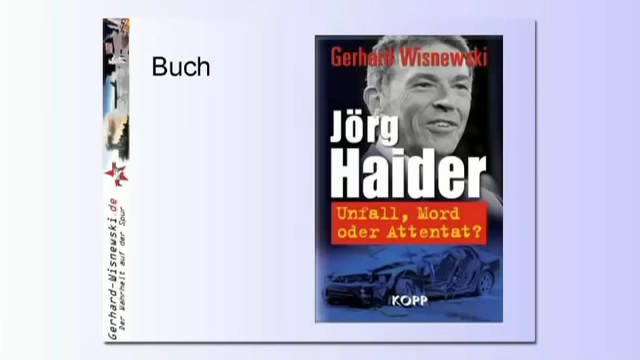 Buch
Gerhard Wisnewski
Jörg
Haider
Unfall, Mord
oder Attentat?
KOPP
Gerhard-Wisnewski.de
Der Wahrheit auf der Spur